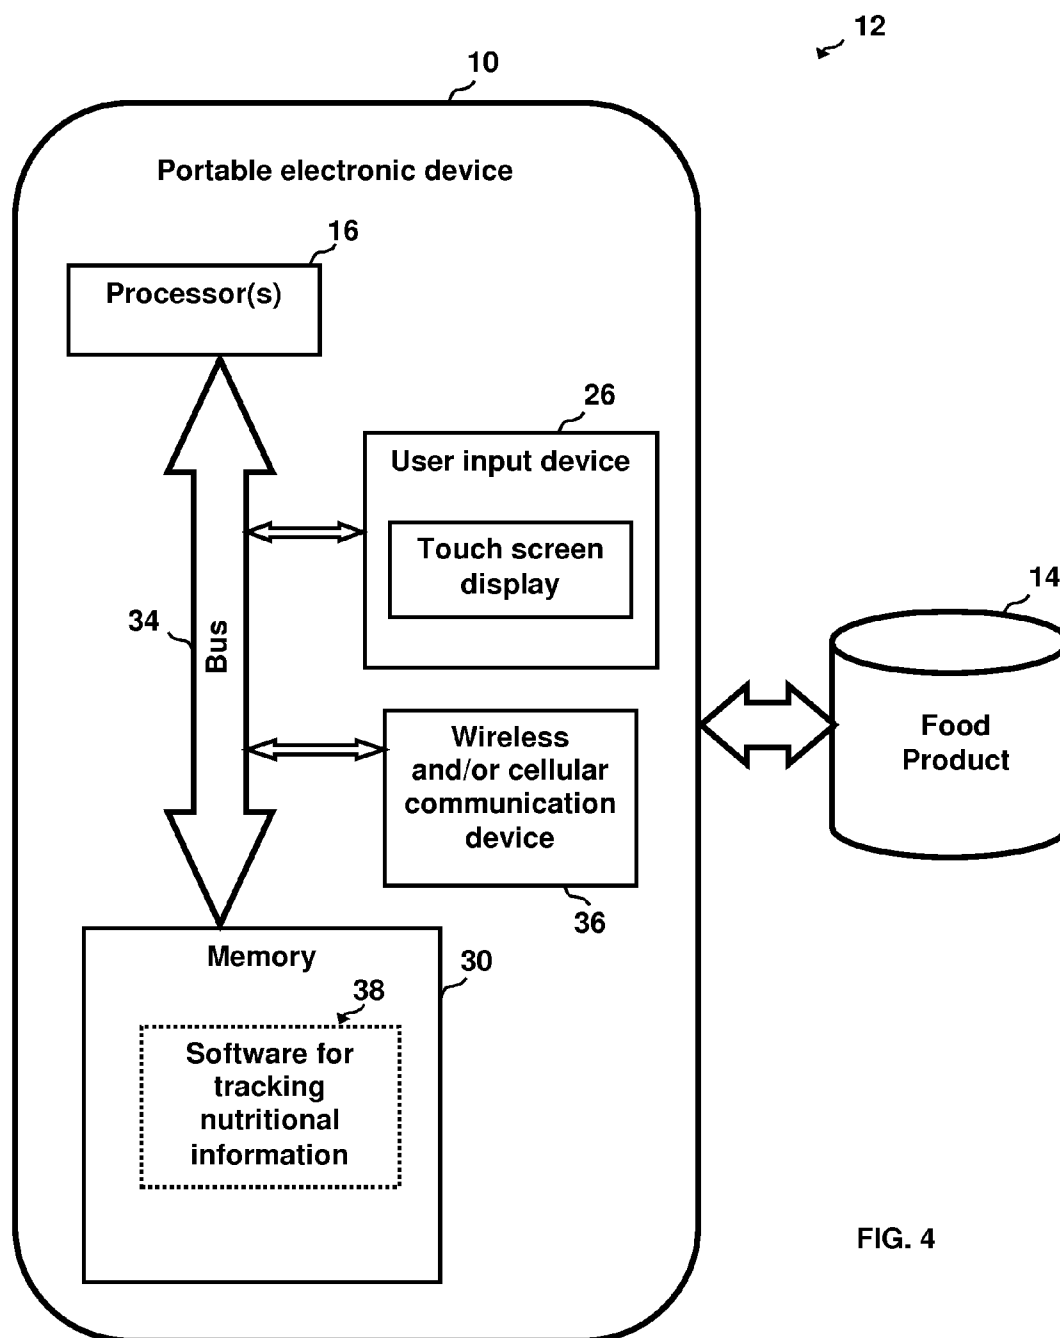 12
10
Portable electronic device
16
Processor(s)
26
User input device
Touch screen
display
14
34
Bus
Food
Product
Wireless
and/or cellular
communication
device
36
Memory
30
38
Software for
tracking
nutritional
information
FIG. 4